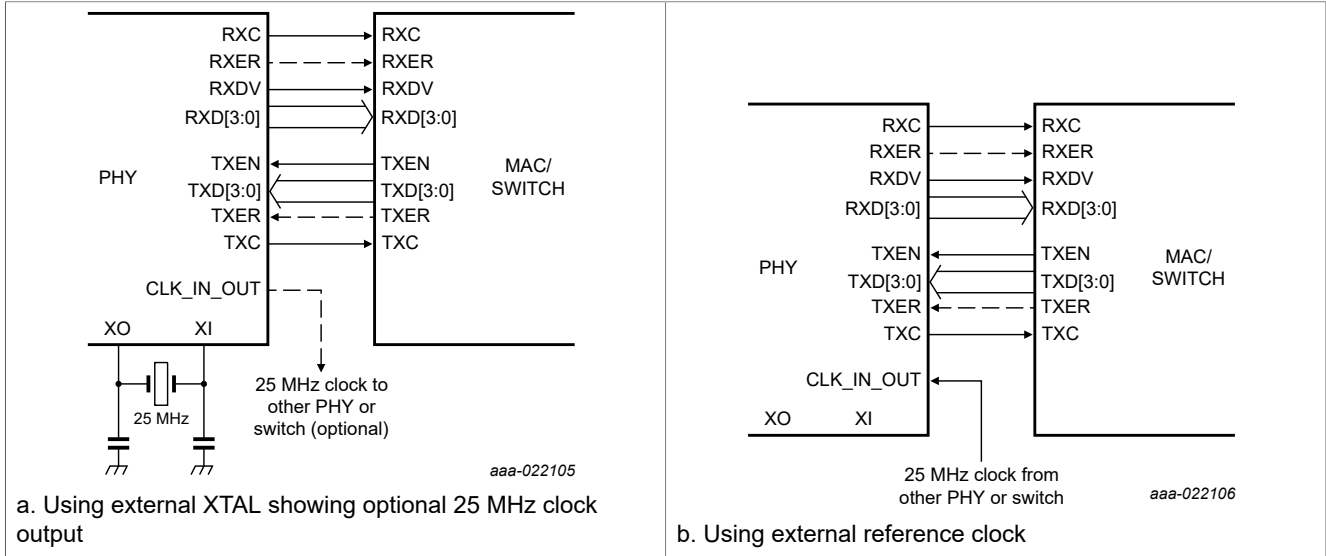 RXC RXC
RXER RXER
RXDV RXDV
RXD[3:0] RXD[3:0]
TXEN TXEN
PHY
MAC/
SWITCH
TXD[3:0] TXD[3:0]
TXER TXER
TXC TXC
CLK_IN_OUT
XO XI
25 MHz
25 MHz clock to
other PHY or
switch (optional)
aaa-022105
a. Using external XTAL showing optional 25 MHz clock
output
RXC RXC
RXER RXER
RXDV RXDV
RXD[3:0] RXD[3:0]
TXEN TXEN
PHY
MAC/
SWITCH
TXD[3:0] TXD[3:0]
TXER TXER
TXC TXC
CLK_IN_OUT
XO XI
25 MHz clock from
other PHY or switch
aaa-022106
b. Using external reference clock